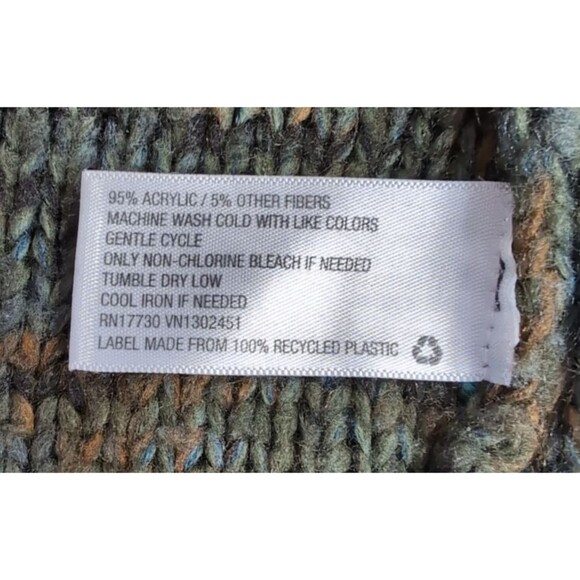 95% ACRYLIC / 5% OTHER FIBERS
MACHINE WASH COLD WITH LIKE COLORS
GENTLE CYCLE
ONLY NON-CHLORINE BLEACH IF NEEDED
TUMBLE DRY LOW
COOL IRON IF NEEDED
RN17730 VN1302451
LABEL MADE FROM 100% RECYCLED PLASTIC